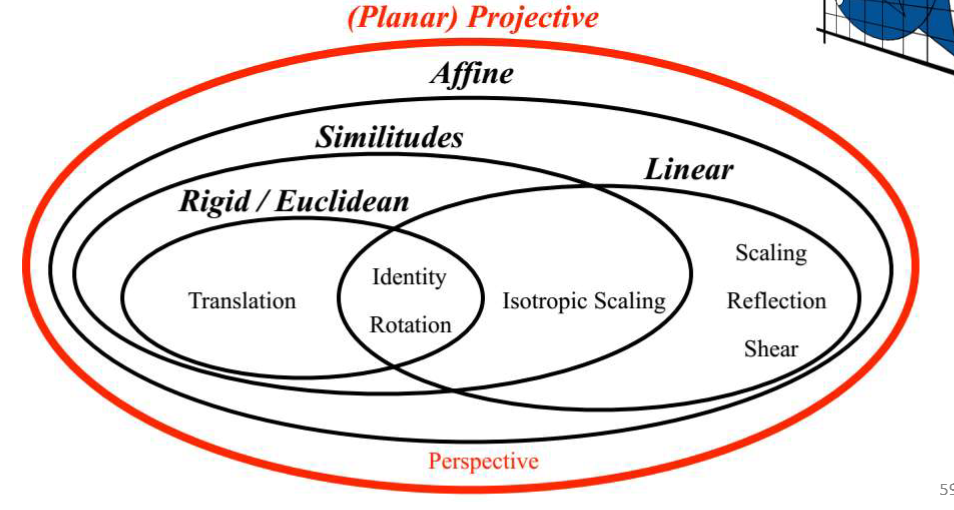 (Planar) Projective
Affine
Similitudes
Linear
Rigid / Euclidean
Scaling
Identity
Translation
Isotropic Scaling
Reflection
Rotation
Shear
Perspective
59